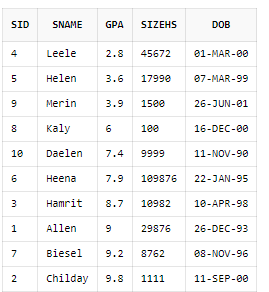 SID SNAME GPA SIZEHS DOB
4 Leele 2.8 45672 01-MAR-00
5 Helen 3.6 17990 07-MAR-99
9 Merin 3.9 1500 26-JUN-01
8 Kaly 6 100 16-DEC-00
10 Daelen 7.4 9999 11-NOV-90
6 Heena 7.9 109876 22-JAN-95
3 Hamrit 8.7 10982 10-APR-98
1 Allen 9 29876 26-DEC-93
7 Biesel 9.2 8762 08-NOV-96
2 Childay 9.8 1111 11-SEP-00